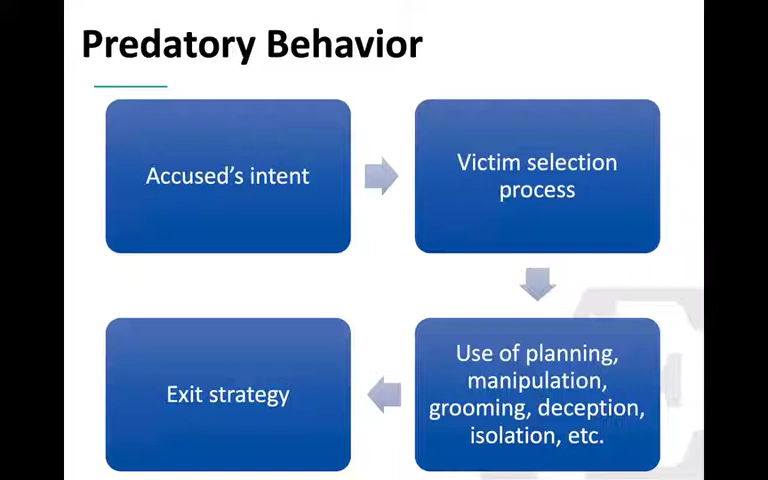 Predatory Behavior
Accused's intent
Victim selection
process
Use of planning,
manipulation,
grooming, deception,
isolation, etc.
Exit strategy